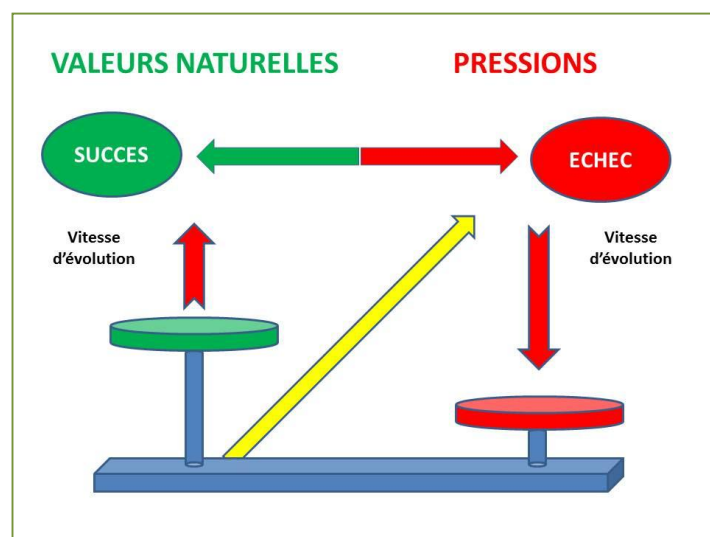 VALEURS NATURELLES
PRESSIONS
SUCCES
ECHEC
Vitesse
d’évolution
Vitesse
d’évolution